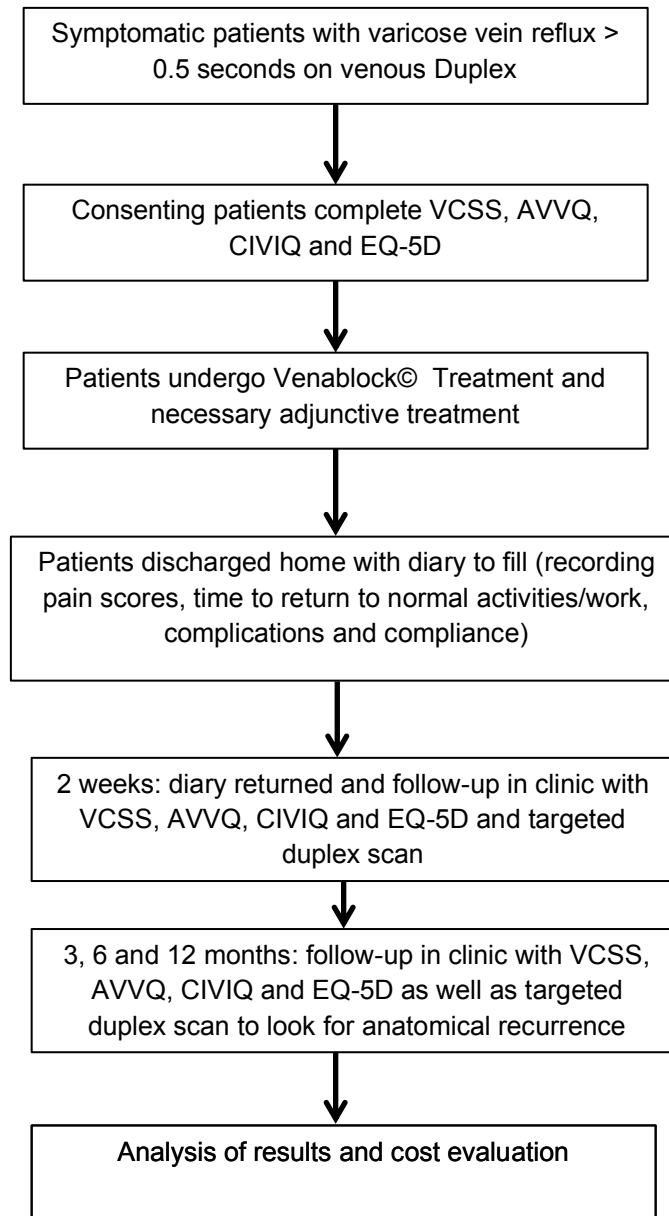 Symptomatic patients with varicose vein reflux >
0.5 seconds on venous Duplex
Consenting patients complete VCSS, AVVQ,
CIVIQ and EQ-5D
Patients undergo Venablock© Treatment and
necessary adjunctive treatment
Patients discharged home with diary to fill (recording
pain scores, time to return to normal activities/work,
complications and compliance)
2 weeks: diary returned and follow-up in clinic with
VCSS, AVVQ, CIVIQ and EQ-5D and targeted
duplex scan
3, 6 and 12 months: follow-up in clinic with VCSS,
AVVQ, CIVIQ and EQ-5D as well as targeted
duplex scan to look for anatomical recurrence
Analysis of results and cost evaluation